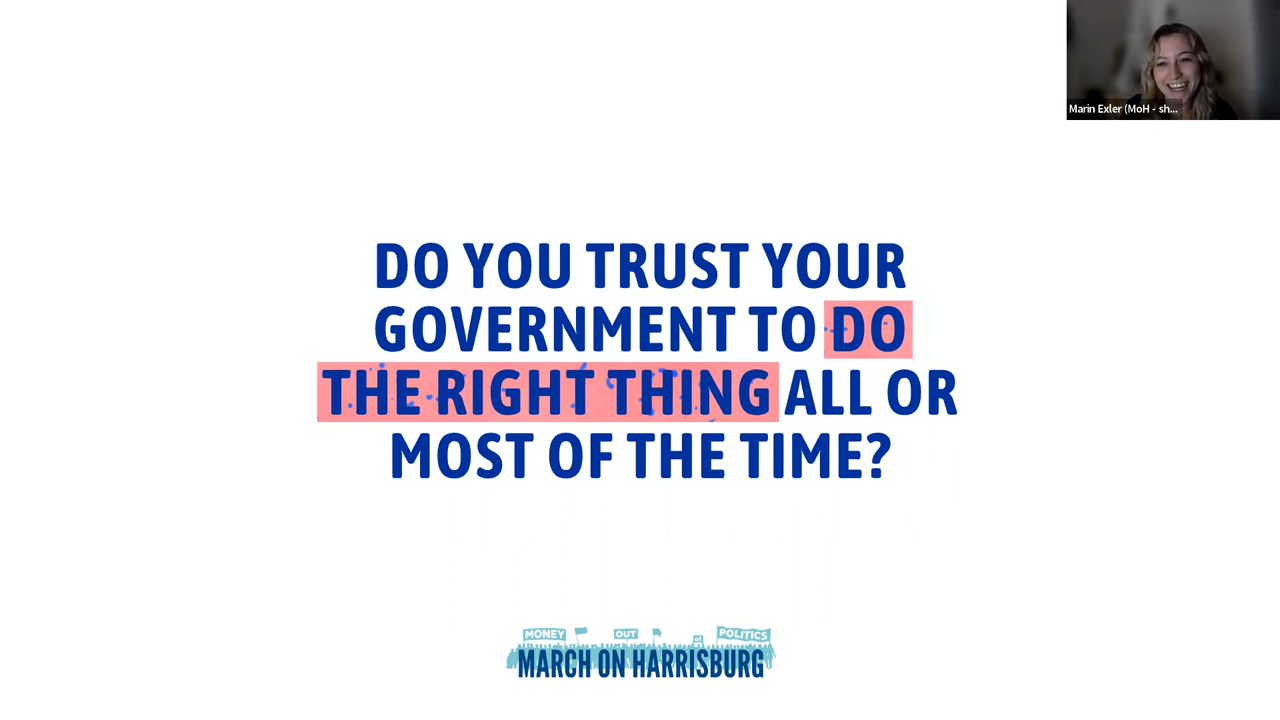 Marin Exler (MoH - sh...
DO YOU TRUST YOUR
GOVERNMENT TO DO
THE RIGHT THING ALL OR
MOST OF THE TIME?
MONEY OUT of POLITICS
MARCH ON HARRISBURG